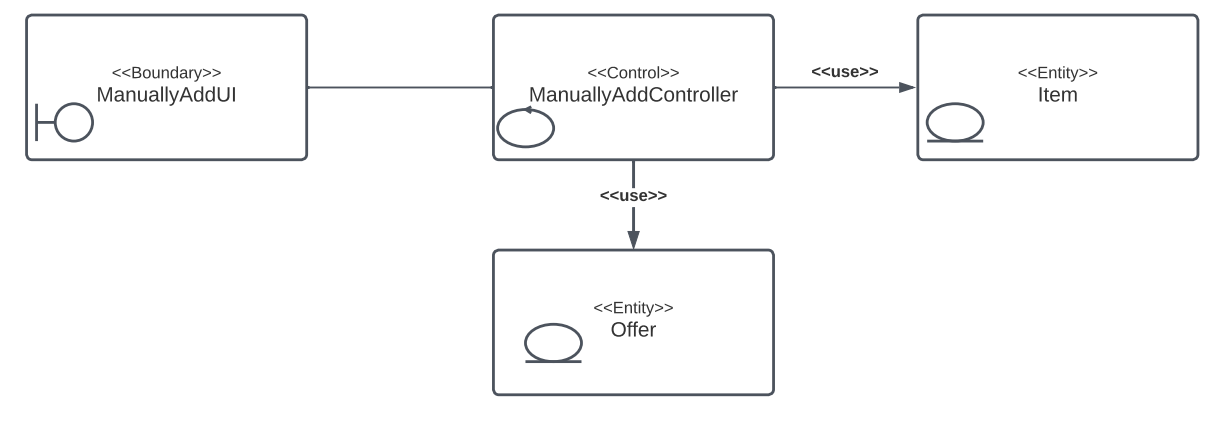 <<Boundary>>
ManuallyAddUI
<<Control>>
ManuallyAddController
<<use>>
<<Entity>>
Item
<<use>>
<<Entity>>
Offer